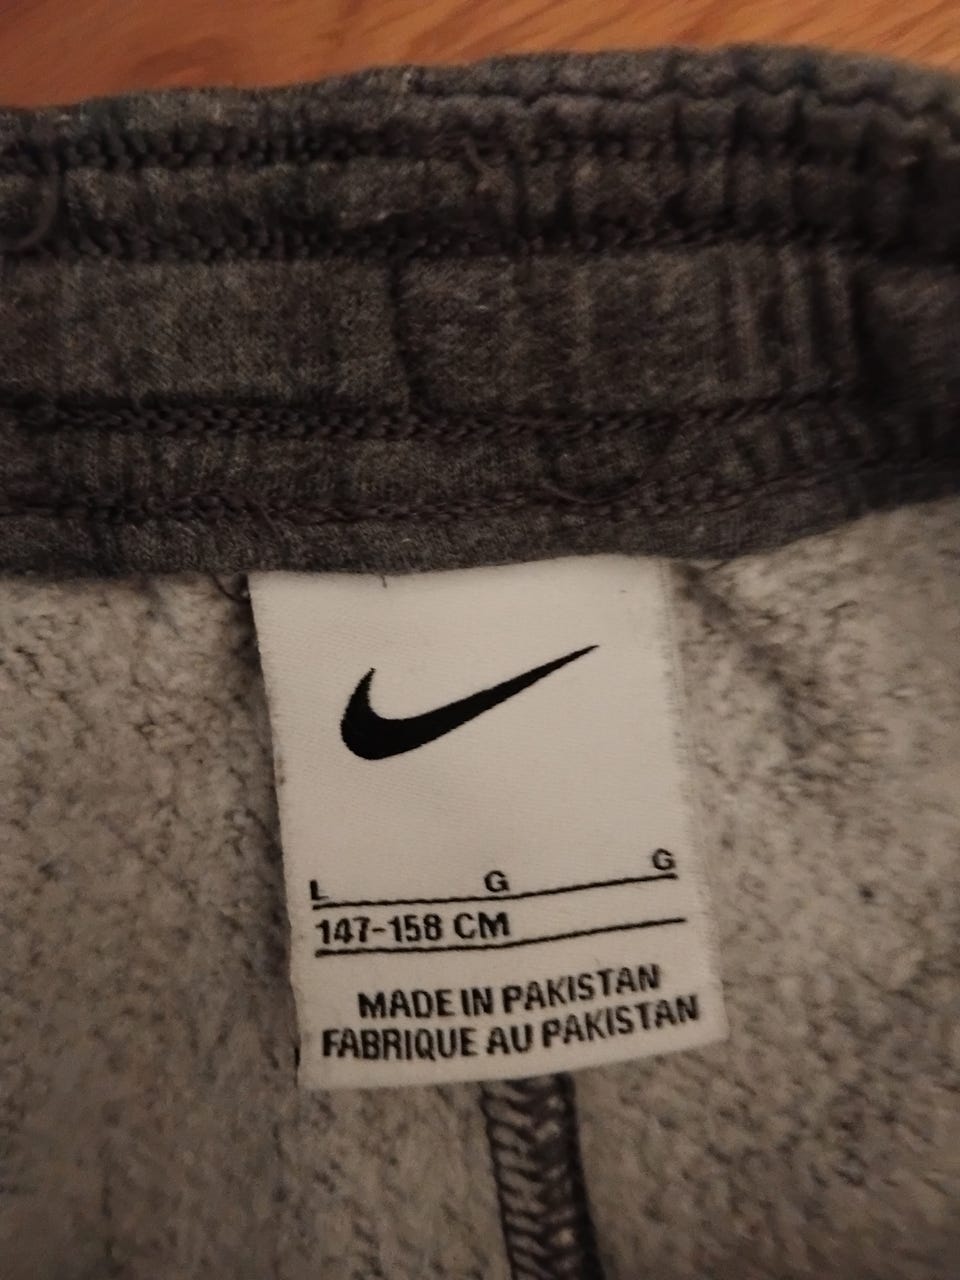 L G G
147-158 CM
MADE IN PAKISTAN
FABRIQUE AU PAKISTAN